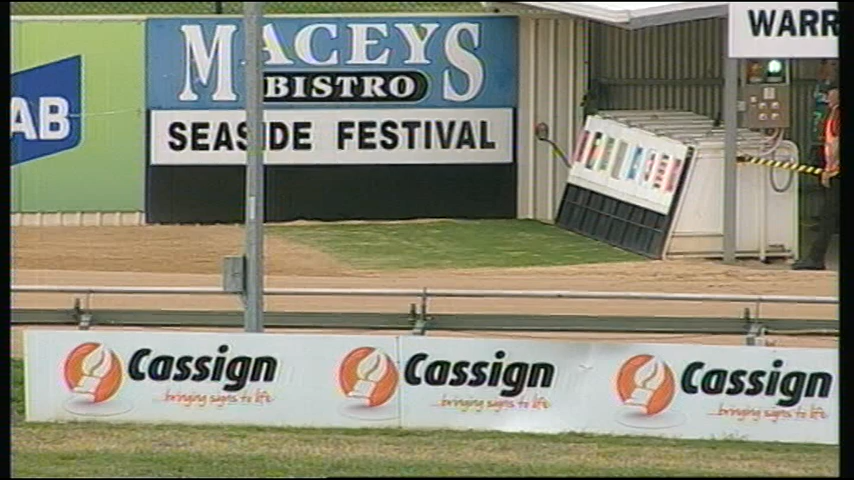 MACEYS
BISTRO
SEASIDE FESTIVAL
AB
WARR
Cassign
...bringing signs to life
Cassign
...bringing signs to life
Cassign
...bringing signs to life